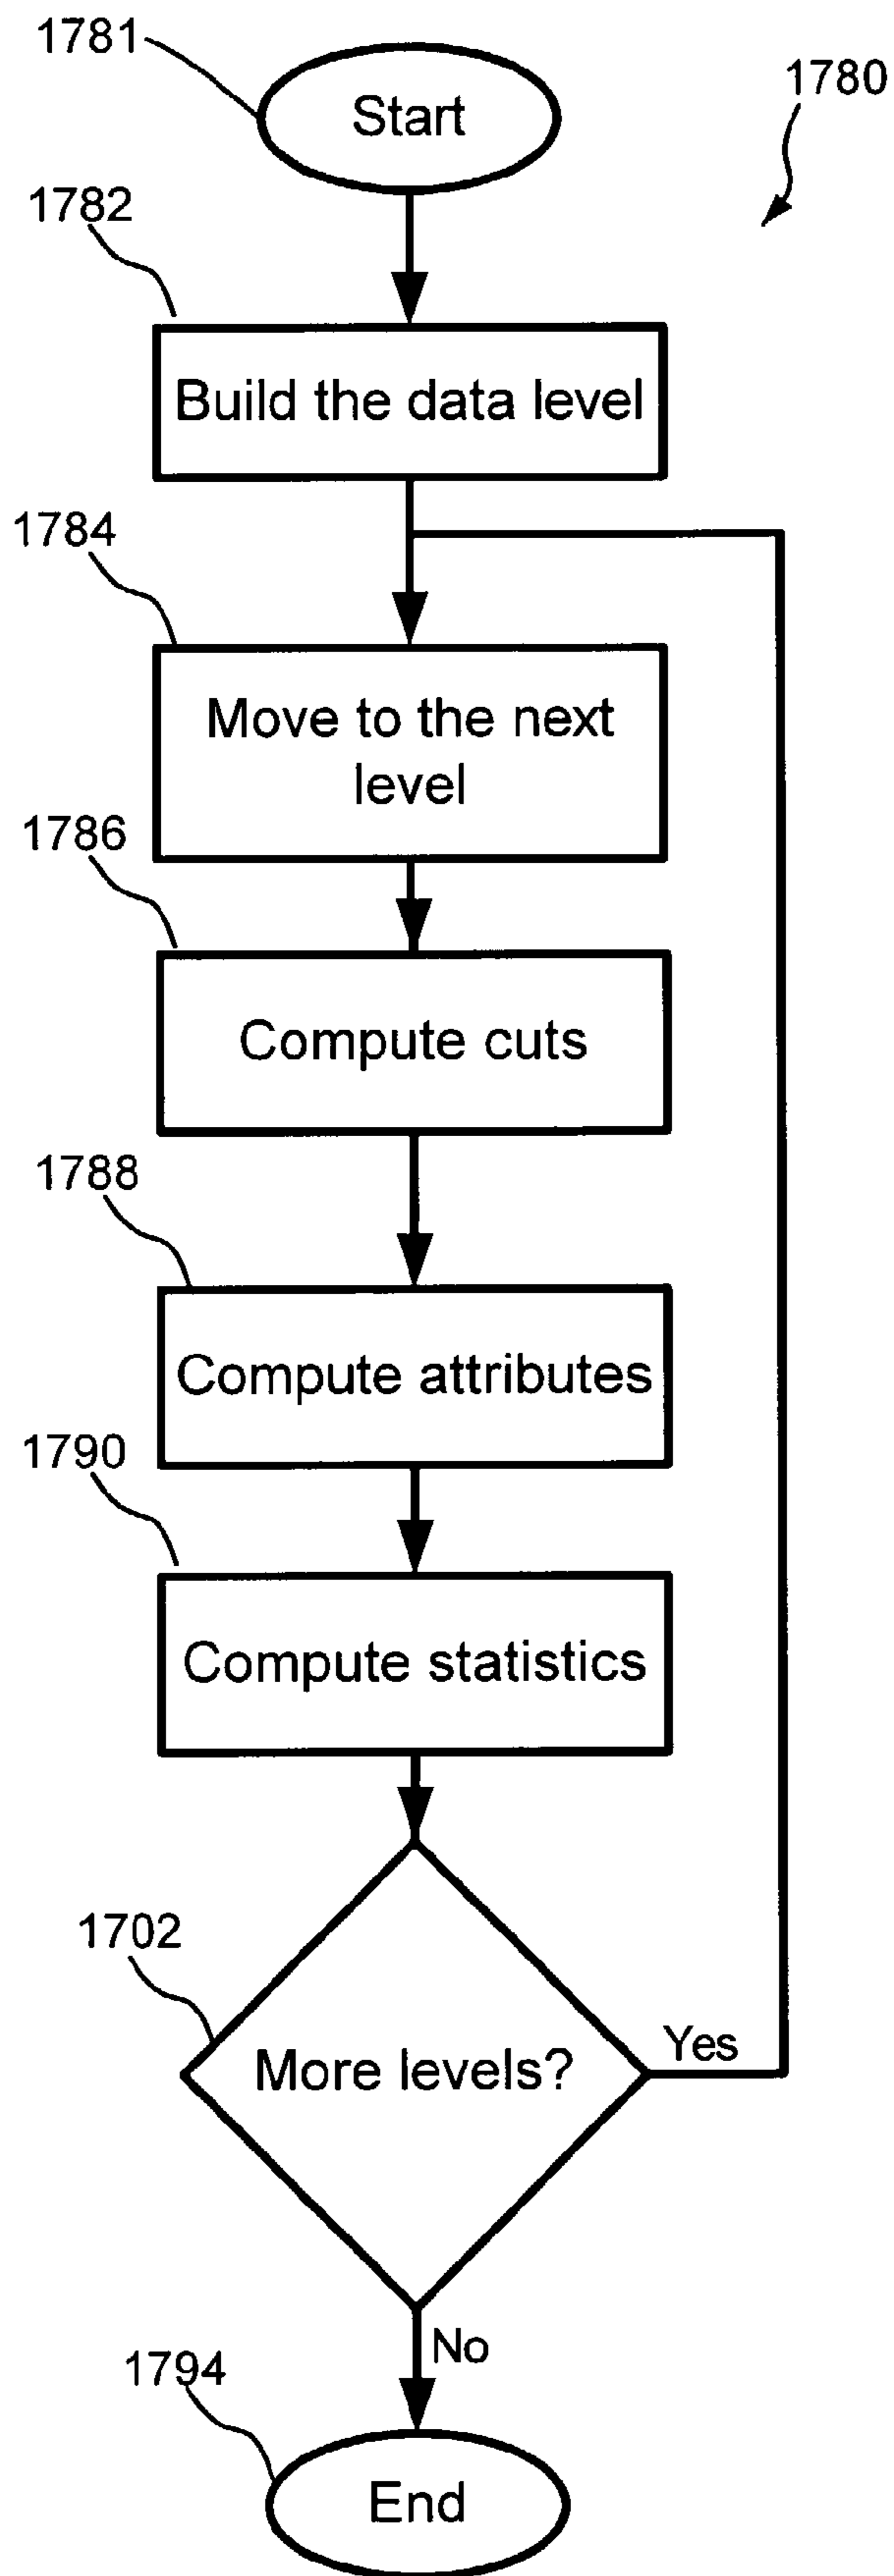 1781
Start
1780
1782
Build the data level
1784
Move to the next
level
1786
Compute cuts
1788
Compute attributes
1790
Compute statistics
1702
More levels?
Yes
No
1794
End